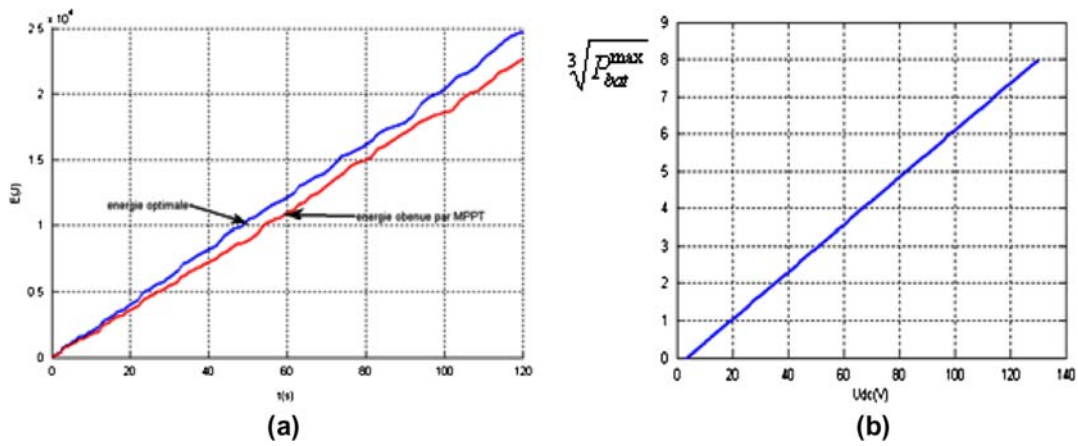 x 10⁴
2 5
2
1 5
1
0 5
0
E(J)
energie optimale
energie obenue par MPPT
0 20 40 60 80 100 120
t(s)
(a)
∛P_bat^max
9
8
7
6
5
4
3
2
1
0
0 20 40 60 80 100 120 140
Udc(V)
(b)